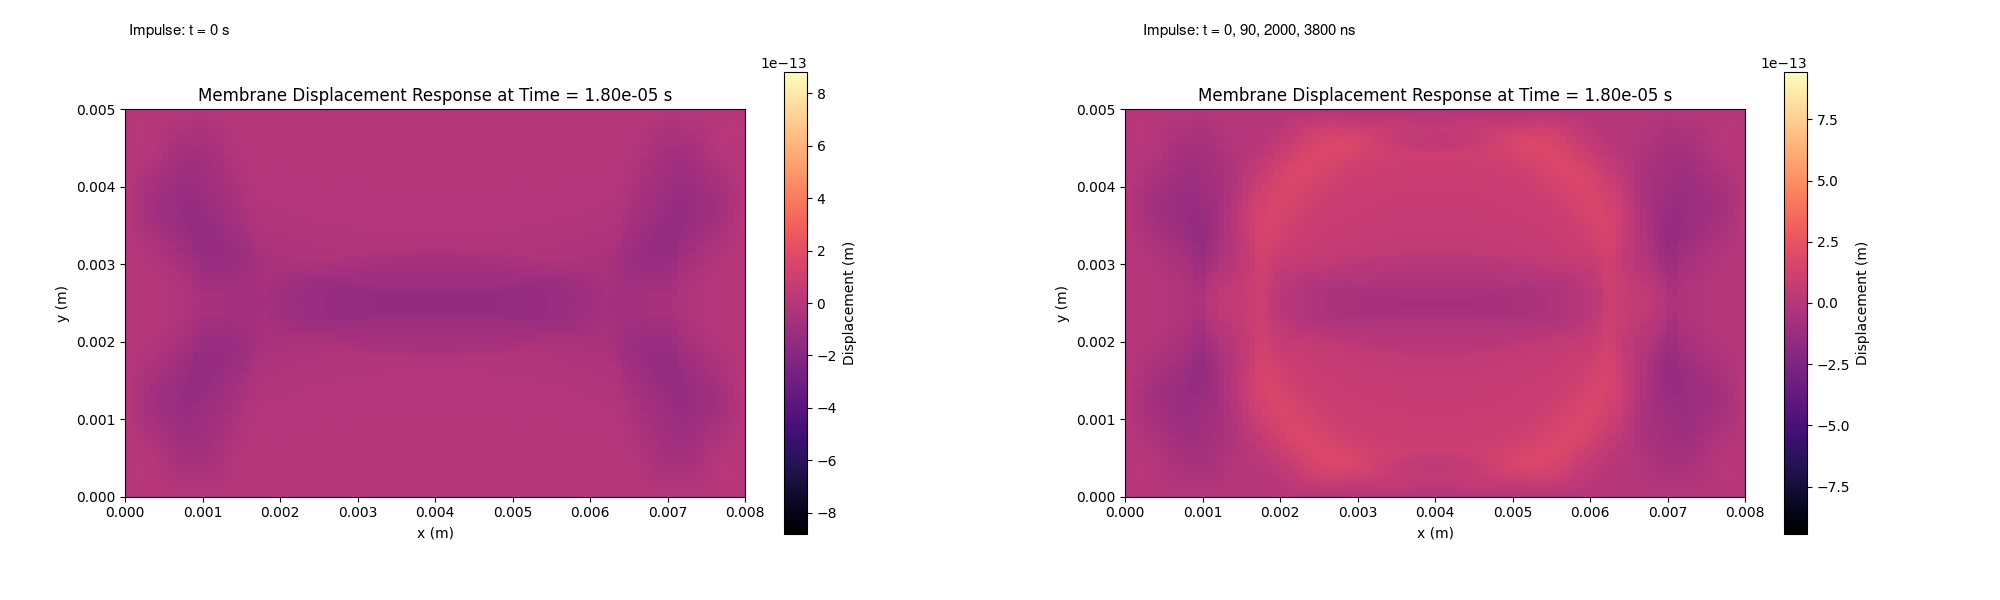 Impulse: t = 0 s
1e−13
Membrane Displacement Response at Time = 1.80e-05 s
0.005
0.004
0.003
0.002
0.001
0.000
y (m)
0.000 0.001 0.002 0.003 0.004 0.005 0.006 0.007 0.008
x (m)
8
6
4
2
0
−2
−4
−6
−8
Displacement (m)
Impulse: t = 0, 90, 2000, 3800 ns
1e−13
Membrane Displacement Response at Time = 1.80e-05 s
0.005
0.004
0.003
0.002
0.001
0.000
y (m)
0.000 0.001 0.002 0.003 0.004 0.005 0.006 0.007 0.008
x (m)
7.5
5.0
2.5
0.0
−2.5
−5.0
−7.5
Displacement (m)